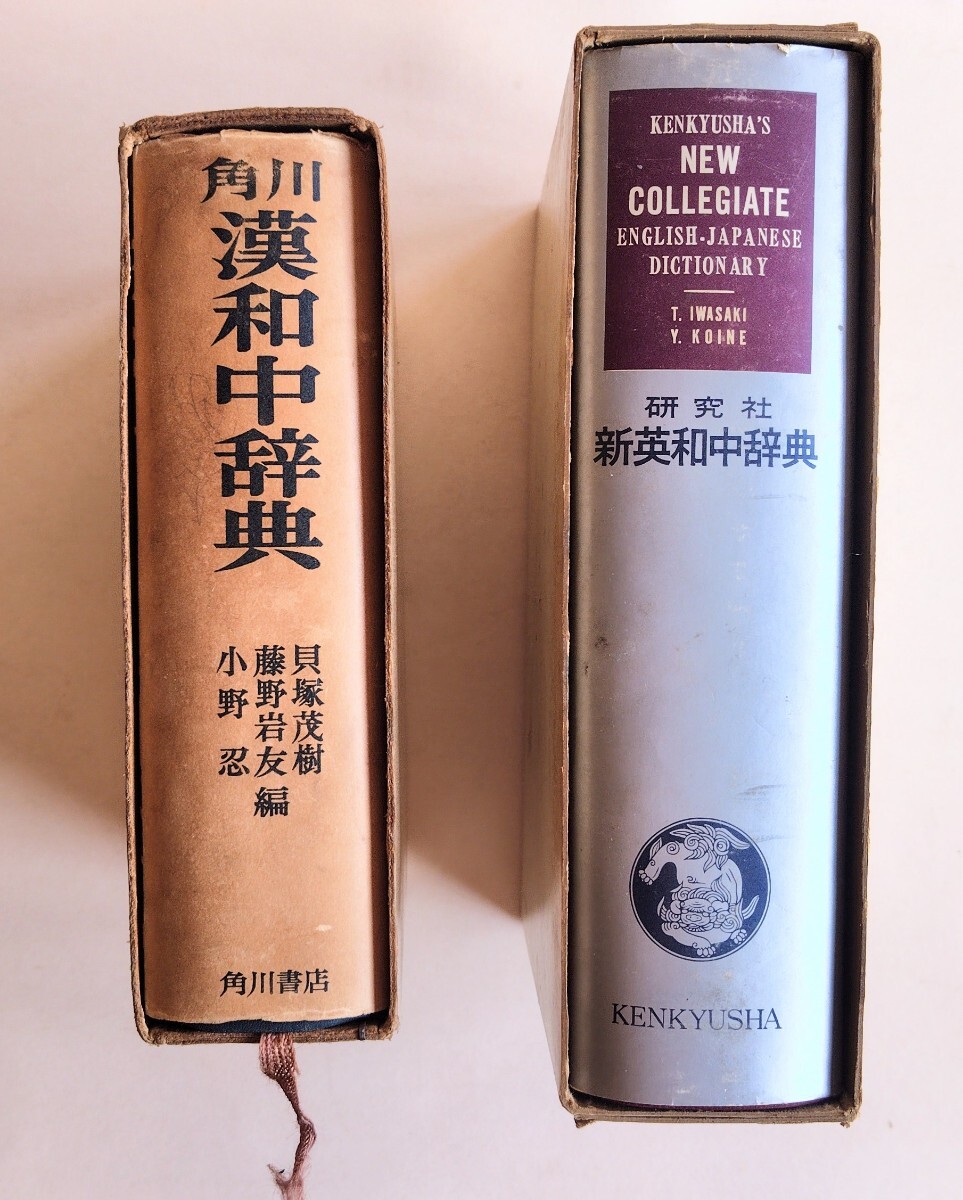 角川
漢和中辞典
貝塚茂樹
藤野岩友編
小野忍
角川書店
KENKYUSHA'S
NEW
COLLEGIATE
ENGLISH-JAPANESE
DICTIONARY
T. IWASAKI
Y. KOINE
研究社
新英和中辞典
KENKYUSHA